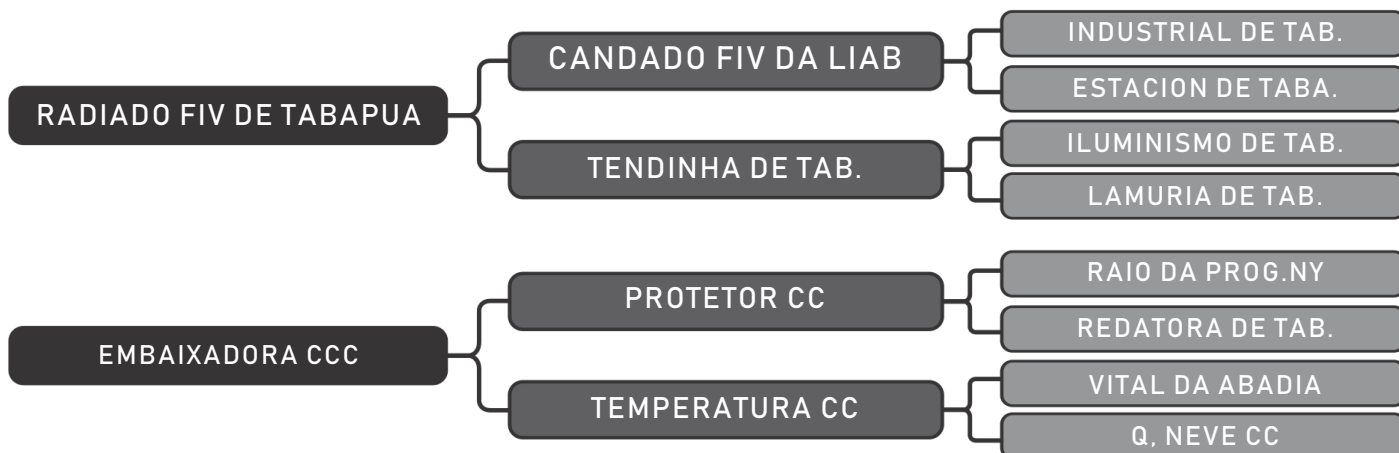 INDUSTRIAL DE TAB.
CANDADO FIV DA LIAB
ESTACION DE TABA.
RADIADO FIV DE TABAPUA
ILUMINISMO DE TAB.
TENDINHA DE TAB.
LAMURIA DE TAB.
RAIO DA PROG.NY
PROTETOR CC
REDATORA DE TAB.
EMBAIXADORA CCC
VITAL DA ABADIA
TEMPERATURA CC
Q, NEVE CC